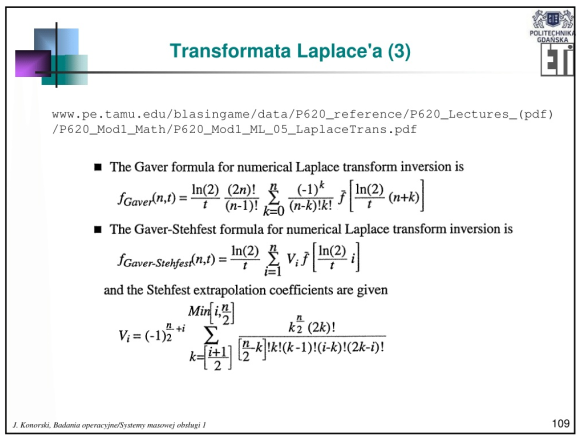 POLITECHNIKA
GDAŃSKA
ETI
Transformata Laplace'a (3)
www.pe.tamu.edu/blasingame/data/P620_reference/P620_Lectures_(pdf)
/P620_Mod1_Math/P620_Mod1_ML_05_LaplaceTrans.pdf
■ The Gaver formula for numerical Laplace transform inversion is
f_{Gaver}(n,t) = \frac{\ln(2)}{t} \frac{(2n)!}{(n-1)!} \sum_{k=0}^{n} \frac{(-1)^k}{(n-k)!k!} \bar{f}\left[\frac{\ln(2)}{t}(n+k)\right]
■ The Gaver-Stehfest formula for numerical Laplace transform inversion is
f_{Gaver-Stehfest}(n,t) = \frac{\ln(2)}{t} \sum_{i=1}^{n} V_i \bar{f}\left[\frac{\ln(2)}{t} i\right]
and the Stehfest extrapolation coefficients are given
V_i = (-1)^{\frac{n}{2}+i} \sum_{k=\left[\frac{i+1}{2}\right]}^{Min\left[i,\frac{n}{2}\right]} \frac{k^{\frac{n}{2}}(2k)!}{\left[\frac{n}{2}-k\right]!k!(k-1)!(i-k)!(2k-i)!}
J. Konorski, Badania operacyjne/Systemy masowej obsługi I
109